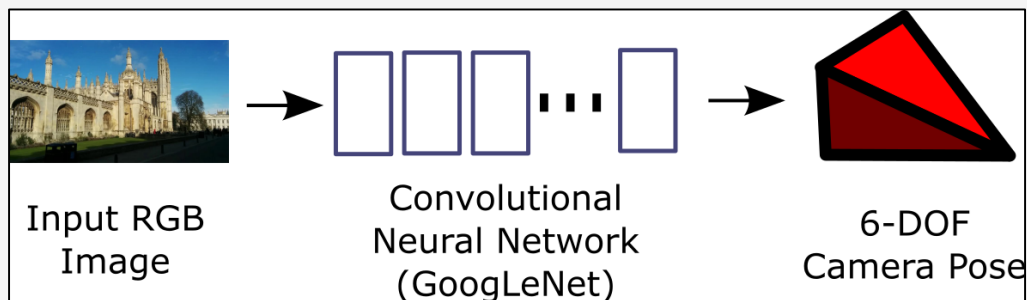 Input RGB
Image
Convolutional
Neural Network
(GoogLeNet)
6-DOF
Camera Pose